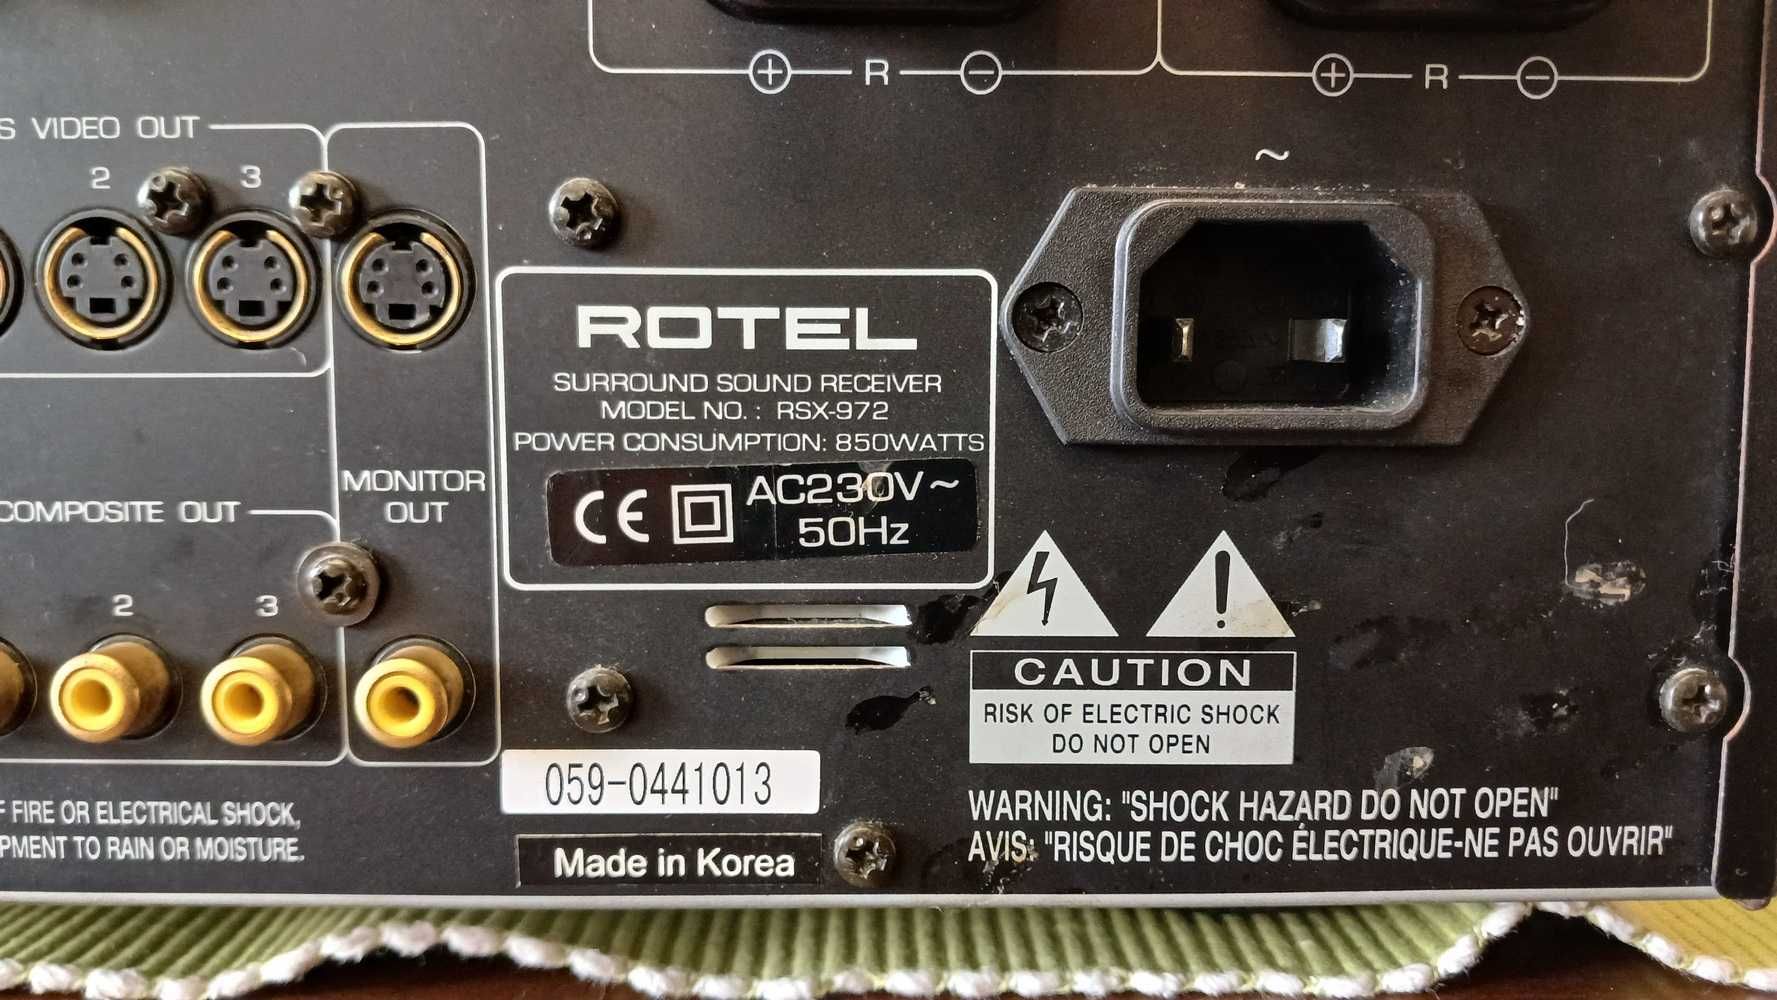 + R −
+ R −
S VIDEO OUT
2 3
~
ROTEL
SURROUND SOUND RECEIVER
MODEL NO. : RSX-972
POWER CONSUMPTION: 850WATTS
CE AC230V~
50Hz
MONITOR
OUT
COMPOSITE OUT
2 3
CAUTION
RISK OF ELECTRIC SHOCK
DO NOT OPEN
059-0441013
Made in Korea
FIRE OR ELECTRICAL SHOCK,
PMENT TO RAIN OR MOISTURE.
WARNING: "SHOCK HAZARD DO NOT OPEN"
AVIS: "RISQUE DE CHOC ÉLECTRIQUE-NE PAS OUVRIR"